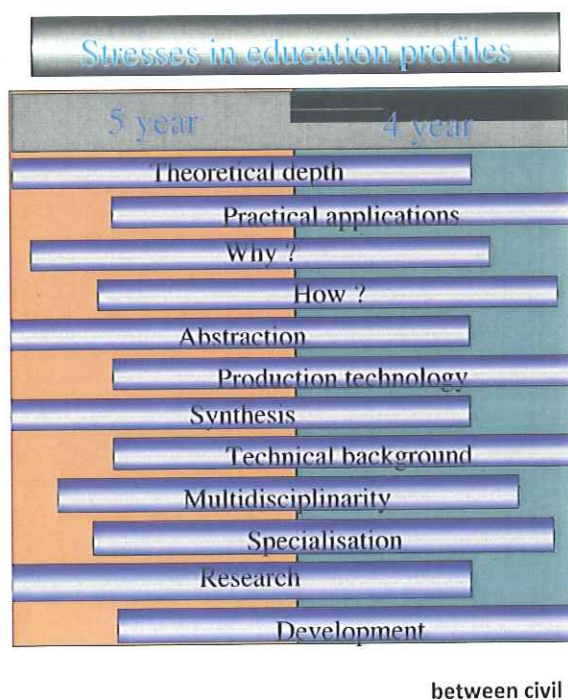 Stresses in education profiles
5 year 4 year
Theoretical depth
Practical applications
Why ?
How ?
Abstraction
Production technology
Synthesis
Technical background
Multidisciplinarity
Specialisation
Research
Development
between civil